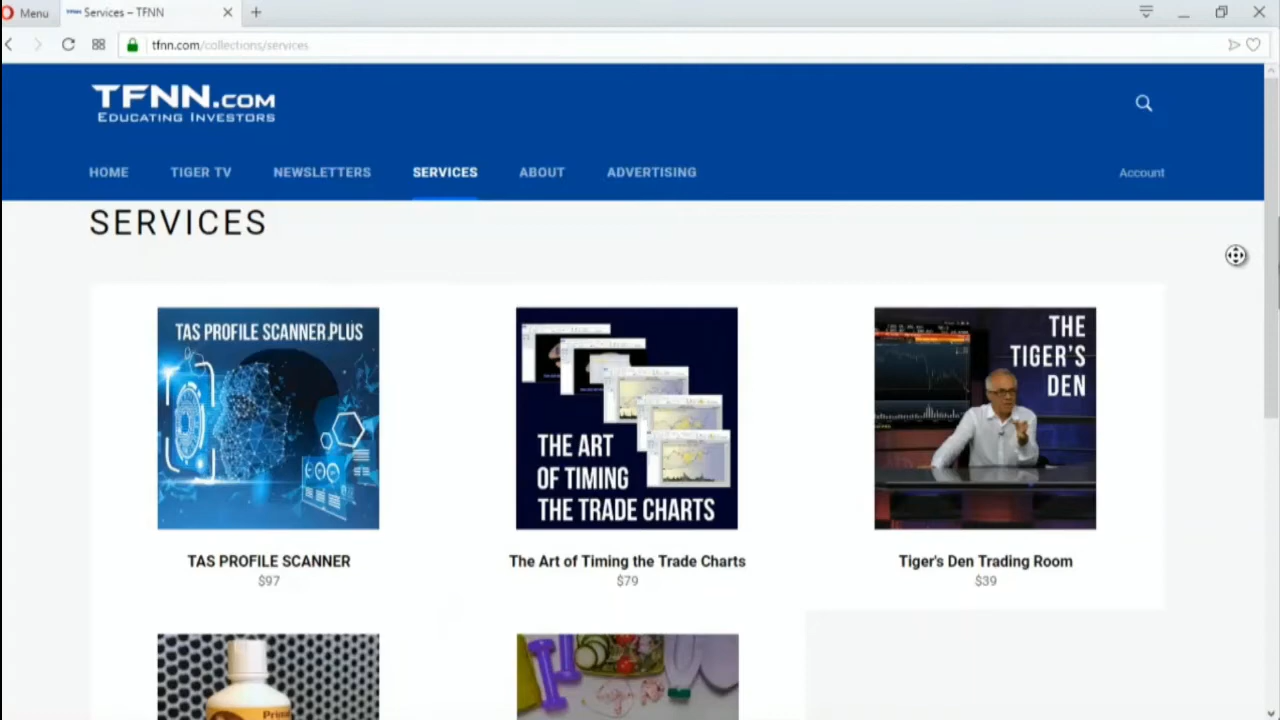 Menu
Services – TFNN
tfnn.com/collections/services
TFNN.COM
EDUCATING INVESTORS
HOME
TIGER TV
NEWSLETTERS
SERVICES
ABOUT
ADVERTISING
Account
SERVICES
TAS PROFILE SCANNER PLUS
THE ART
OF TIMING
THE TRADE CHARTS
THE
TIGER'S
DEN
TAS PROFILE SCANNER
$97
The Art of Timing the Trade Charts
$79
Tiger's Den Trading Room
$39